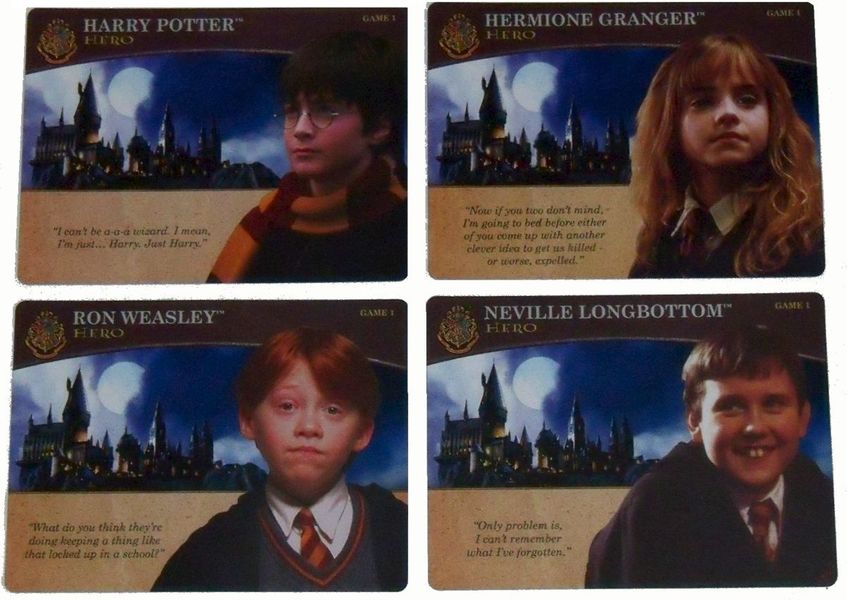 HARRY POTTER™
GAME 1
HERO
"I can't be a-a-a wizard. I mean,
I'm just... Harry. Just Harry."
HERMIONE GRANGER™
GAME 1
HERO
"Now if you two don't mind,
I'm going to bed before either
of you come up with another
clever idea to get us killed -
or worse, expelled."
RON WEASLEY™
GAME 1
HERO
"What do you think they're
doing keeping a thing like
that locked up in a school?"
NEVILLE LONGBOTTOM™
GAME 1
HERO
"Only problem is,
I can't remember
what I've forgotten."